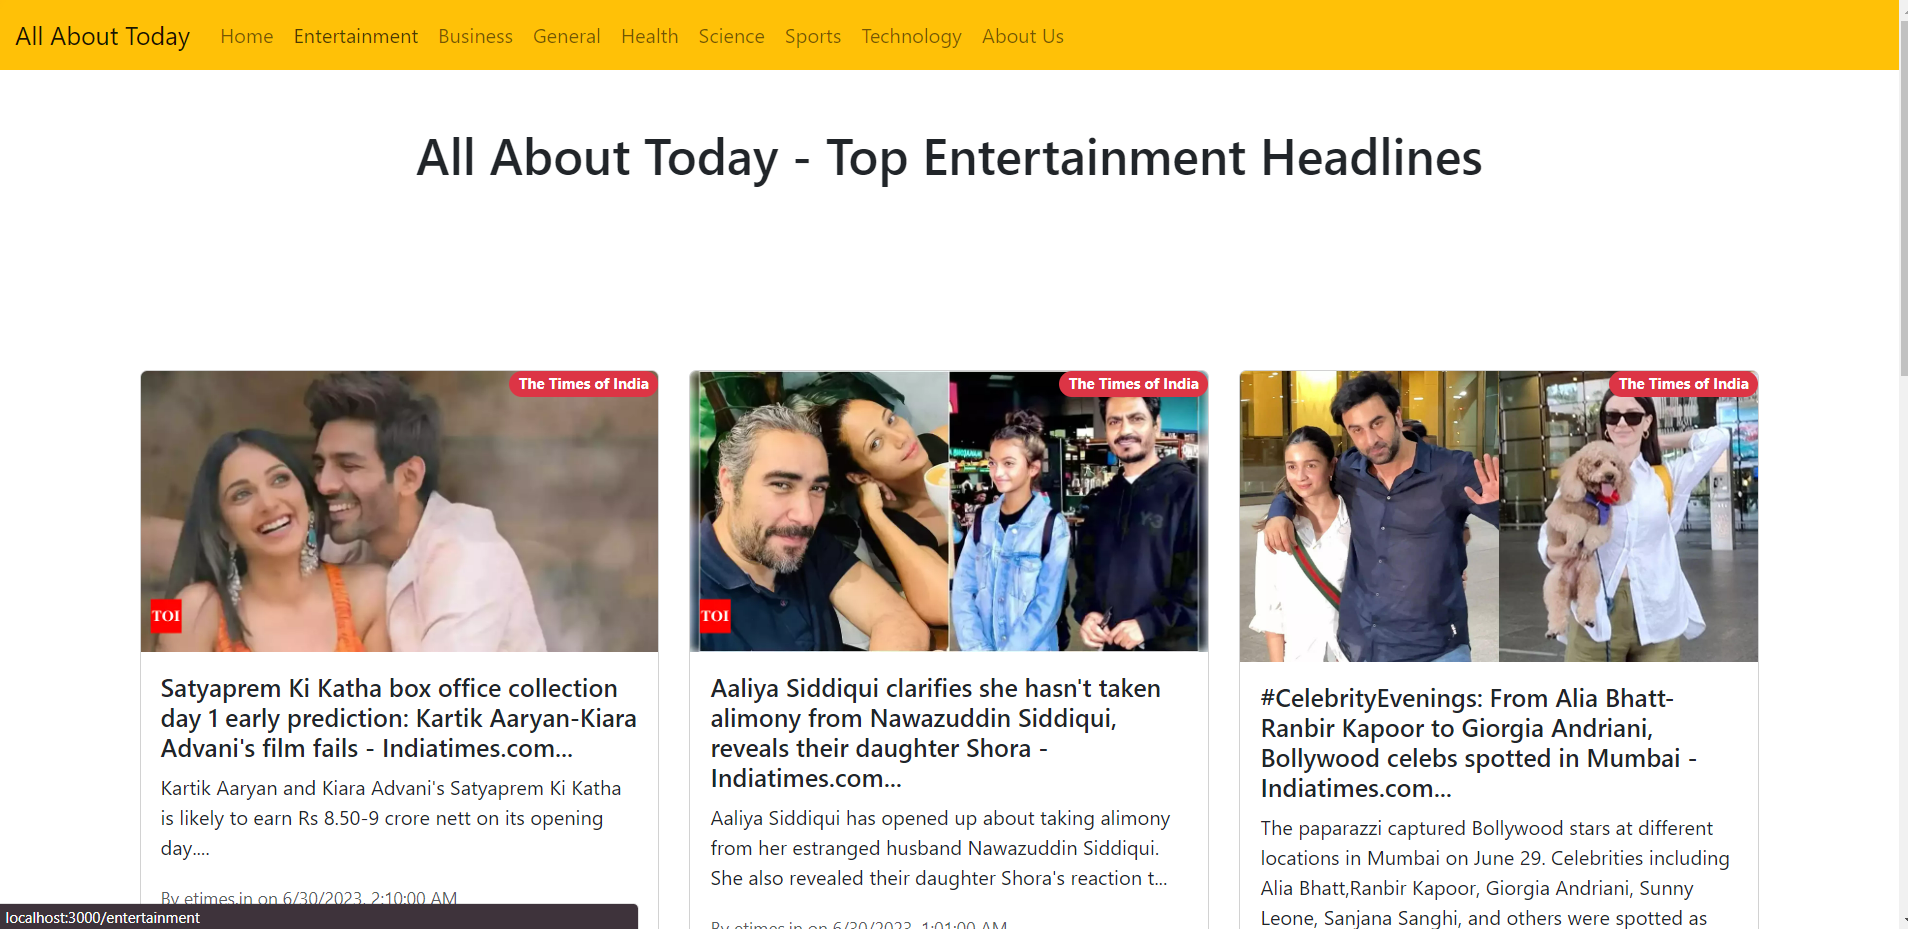 All About Today Home Entertainment Business General Health Science Sports Technology About Us
All About Today - Top Entertainment Headlines
The Times of India
TOI
Satyaprem Ki Katha box office collection
day 1 early prediction: Kartik Aaryan-Kiara
Advani's film fails - Indiatimes.com...
Kartik Aaryan and Kiara Advani's Satyaprem Ki Katha
is likely to earn Rs 8.50-9 crore nett on its opening
day....
By etimes.in on 6/30/2023, 2:10:00 AM
The Times of India
TOI
Y-3
Aaliya Siddiqui clarifies she hasn't taken
alimony from Nawazuddin Siddiqui,
reveals their daughter Shora -
Indiatimes.com...
Aaliya Siddiqui has opened up about taking alimony
from her estranged husband Nawazuddin Siddiqui.
She also revealed their daughter Shora's reaction t...
By etimes.in on 6/30/2023, 1:01:00 AM
The Times of India
#CelebrityEvenings: From Alia Bhatt-
Ranbir Kapoor to Giorgia Andriani,
Bollywood celebs spotted in Mumbai -
Indiatimes.com...
The paparazzi captured Bollywood stars at different
locations in Mumbai on June 29. Celebrities including
Alia Bhatt,Ranbir Kapoor, Giorgia Andriani, Sunny
Leone, Sanjana Sanghi, and others were spotted as
localhost:3000/entertainment